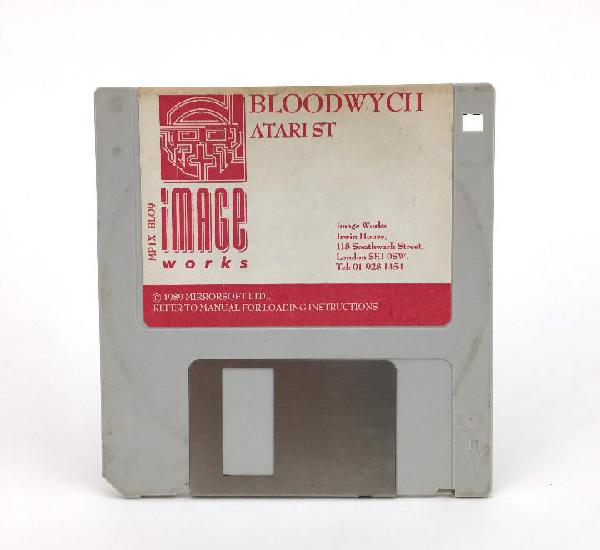 BLOODWYCH
ATARI ST
MP1X BLO9
IMAGE
works
Image Works
Irwin House,
118 Southwark Street,
London SE1 0SW.
Tel: 01 928 1454
© 1989 MIRRORSOFT LTD.,
REFER TO MANUAL FOR LOADING INSTRUCTIONS